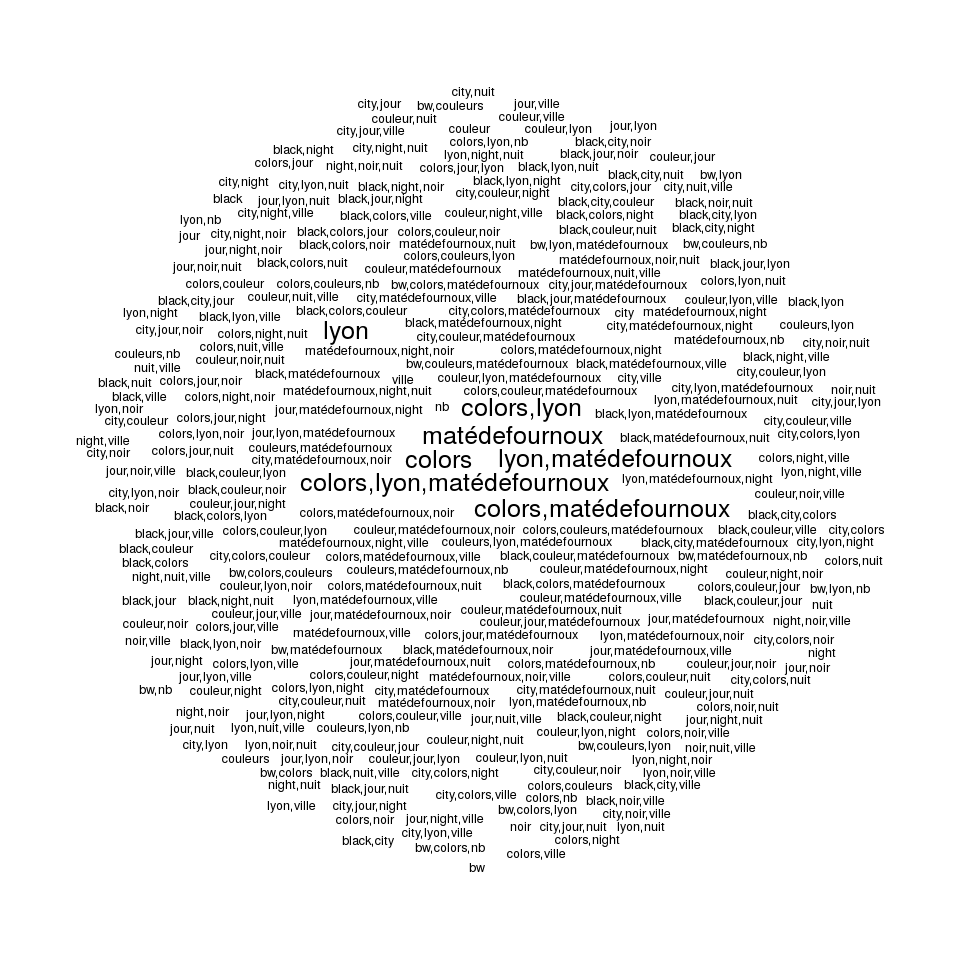 city,nuit
city,jour bw,couleurs jour,ville
couleur,nuit couleur,ville
city,jour,ville couleur couleur,lyon jour,lyon
black,night city,night,nuit colors,lyon,nb black,city,noir
colors,jour night,noir,nuit lyon,night,nuit black,jour,noir couleur,jour
colors,jour,lyon black,lyon,nuit black,city,nuit bw,lyon
city,night city,lyon,nuit black,night,noir black,lyon,night city,colors,jour city,nuit,ville
black jour,lyon,nuit black,jour,night city,couleur,night black,city,couleur black,noir,nuit
lyon,nb city,night,ville black,colors,ville couleur,night,ville black,colors,night black,city,lyon
jour city,night,noir black,colors,jour colors,couleur,noir black,couleur,nuit black,city,night
jour,night,noir black,colors,noir matédefournoux,nuit bw,lyon,matédefournoux bw,couleurs,nb
jour,noir,nuit black,colors,nuit colors,couleurs,lyon matédefournoux,noir,nuit black,jour,lyon
couleur,matédefournoux matédefournoux,nuit,ville
colors,couleur colors,couleurs,nb bw,colors,matédefournoux city,jour,matédefournoux colors,lyon,nuit
black,city,jour couleur,nuit,ville city,matédefournoux,ville black,jour,matédefournoux couleur,lyon,ville black,lyon
lyon,night black,lyon,ville black,colors,couleur city,colors,matédefournoux city matédefournoux,night
city,jour,noir colors,night,nuit lyon black,matédefournoux,night city,matédefournoux,night couleurs,lyon
city,couleur,matédefournoux matédefournoux,nb city,noir,nuit
couleurs,nb colors,nuit,ville matédefournoux,night,noir colors,matédefournoux,night black,night,ville
nuit,ville couleur,noir,nuit bw,couleurs,matédefournoux black,matédefournoux,ville city,couleur,lyon
black,nuit colors,jour,noir black,matédefournoux ville couleur,lyon,matédefournoux city,ville
black,ville colors,night,noir matédefournoux,night,nuit colors,couleur,matédefournoux city,lyon,matédefournoux noir,nuit
lyon,noir jour,matédefournoux,night nb colors,lyon lyon,matédefournoux,nuit city,jour,lyon
city,couleur colors,jour,night black,lyon,matédefournoux city,couleur,ville
night,ville colors,lyon,noir jour,lyon,matédefournoux matédefournoux black,matédefournoux,nuit city,colors,lyon
city,noir colors,jour,nuit couleurs,matédefournoux
city,matédefournoux,noir colors lyon,matédefournoux colors,night,ville
jour,noir,ville black,couleur,lyon colors,lyon,matédefournoux lyon,matédefournoux,night lyon,night,ville
city,lyon,noir black,couleur,noir couleur,noir,ville
black,noir couleur,jour,night colors,matédefournoux,noir colors,matédefournoux black,city,colors
black,colors,lyon
black,jour,ville colors,couleur,lyon couleur,matédefournoux,noir colors,couleurs,matédefournoux black,couleur,ville city,colors
black,couleur matédefournoux,night,ville couleurs,lyon,matédefournoux black,city,matédefournoux city,lyon,night
black,colors city,colors,couleur colors,matédefournoux,ville black,couleur,matédefournoux bw,matédefournoux,nb colors,nuit
night,nuit,ville bw,colors,couleurs couleurs,matédefournoux,nb couleur,matédefournoux,night couleur,night,noir
couleur,lyon,noir colors,matédefournoux,nuit black,colors,matédefournoux colors,couleur,jour bw,lyon,nb
black,jour black,night,nuit lyon,matédefournoux,ville couleur,matédefournoux,ville black,couleur,jour nuit
couleur,noir couleur,jour,ville jour,matédefournoux,noir couleur,matédefournoux,nuit jour,matédefournoux night,noir,ville
colors,jour,ville couleur,jour,matédefournoux
noir,ville black,lyon,noir matédefournoux,ville colors,jour,matédefournoux lyon,matédefournoux,noir city,colors,noir
bw,matédefournoux black,matédefournoux,noir jour,matédefournoux,ville night
jour,night colors,lyon,ville jour,matédefournoux,nuit colors,matédefournoux,nb couleur,jour,noir jour,noir
jour,lyon,ville colors,couleur,night matédefournoux,noir,ville colors,couleur,nuit city,colors,nuit
bw,nb couleur,night colors,lyon,night city,matédefournoux city,matédefournoux,nuit couleur,jour,nuit
city,couleur,nuit matédefournoux,noir lyon,matédefournoux,nb colors,noir,nuit
night,noir jour,lyon,night colors,couleur,ville jour,nuit,ville black,couleur,night jour,night,nuit
jour,nuit lyon,nuit,ville couleurs,lyon,nb couleur,lyon,night colors,noir,ville
city,lyon lyon,noir,nuit city,couleur,jour couleur,night,nuit bw,couleurs,lyon noir,nuit,ville
couleurs jour,lyon,noir couleur,jour,lyon couleur,lyon,nuit lyon,night,noir
bw,colors black,nuit,ville city,colors,night city,couleur,noir lyon,noir,ville
night,nuit black,jour,nuit colors,couleurs black,city,ville
city,colors,ville colors,nb black,noir,ville
lyon,ville city,jour,night bw,colors,lyon city,noir,ville
colors,noir jour,night,ville noir city,jour,nuit lyon,nuit
black,city city,lyon,ville colors,night
bw,colors,nb colors,ville
bw